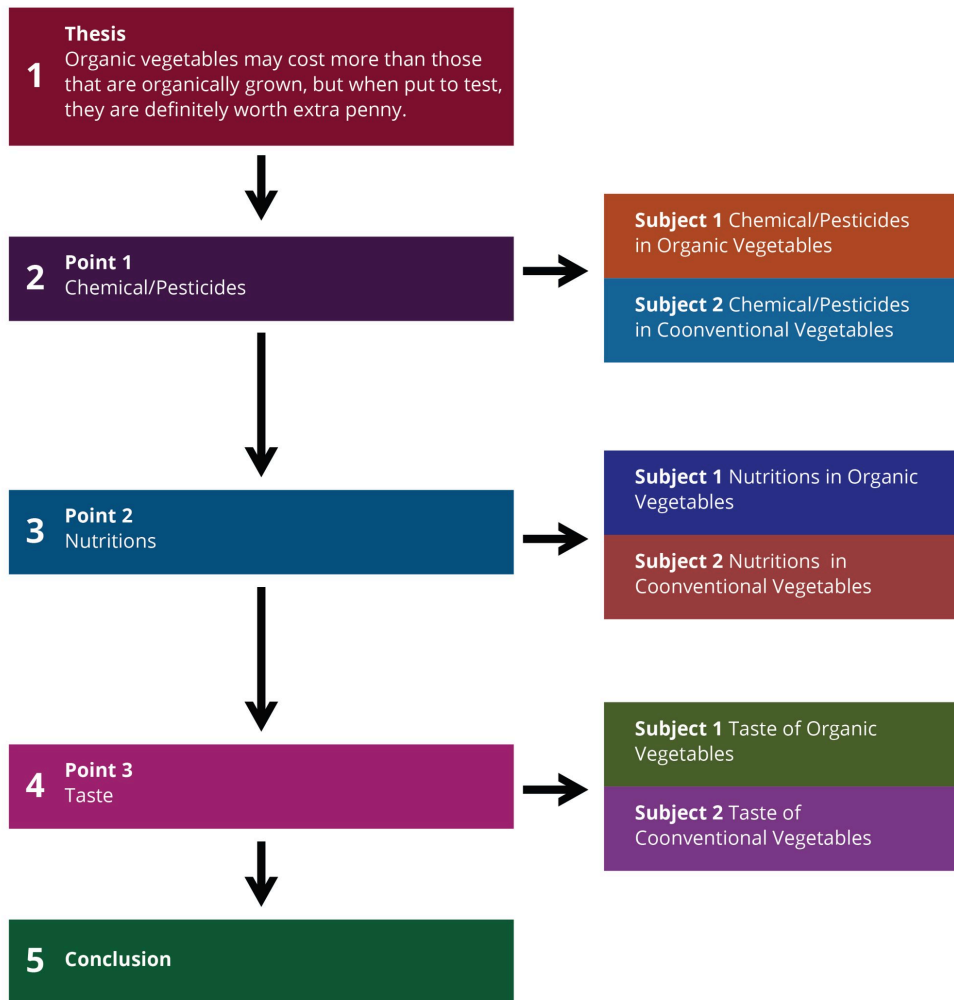 1
Thesis
Organic vegetables may cost more than those
that are organically grown, but when put to test,
they are definitely worth extra penny.
2
Point 1
Chemical/Pesticides
Subject 1 Chemical/Pesticides
in Organic Vegetables
Subject 2 Chemical/Pesticides
in Coonventional Vegetables
3
Point 2
Nutritions
Subject 1 Nutritions in Organic
Vegetables
Subject 2 Nutritions in
Coonventional Vegetables
4
Point 3
Taste
Subject 1 Taste of Organic
Vegetables
Subject 2 Taste of
Coonventional Vegetables
5
Conclusion